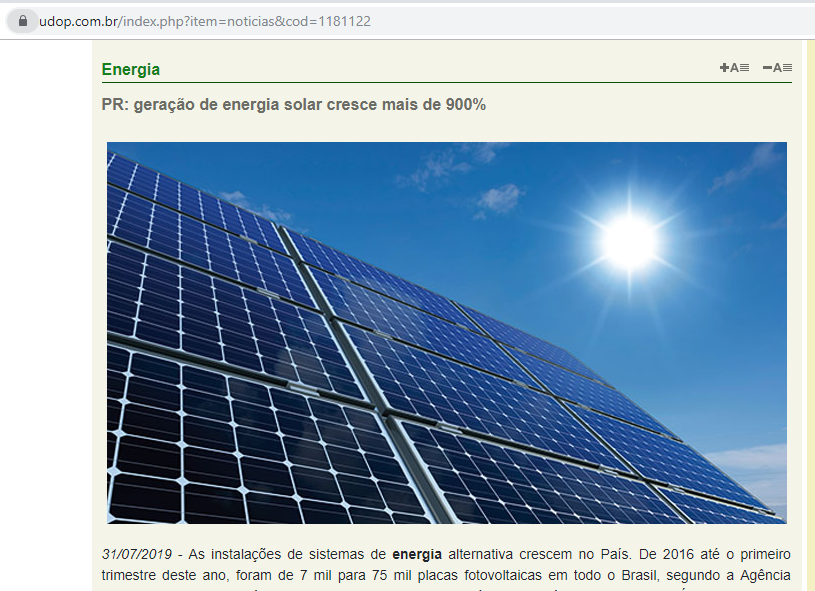 udop.com.br/index.php?item=noticias&cod=1181122
Energia
+A
-A
PR: geração de energia solar cresce mais de 900%
31/07/2019 - As instalações de sistemas de energia alternativa crescem no País. De 2016 até o primeiro
trimestre deste ano, foram de 7 mil para 75 mil placas fotovoltaicas em todo o Brasil, segundo a Agência